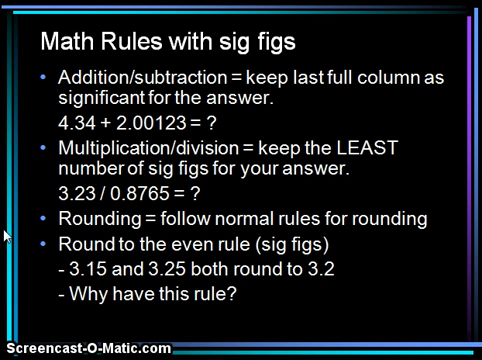 Math Rules with sig figs
• Addition/subtraction = keep last full column as
significant for the answer.
4.34 + 2.00123 = ?
• Multiplication/division = keep the LEAST
number of sig figs for your answer.
3.23 / 0.8765 = ?
• Rounding = follow normal rules for rounding
• Round to the even rule (sig figs)
- 3.15 and 3.25 both round to 3.2
- Why have this rule?
Screencast-O-Matic.com